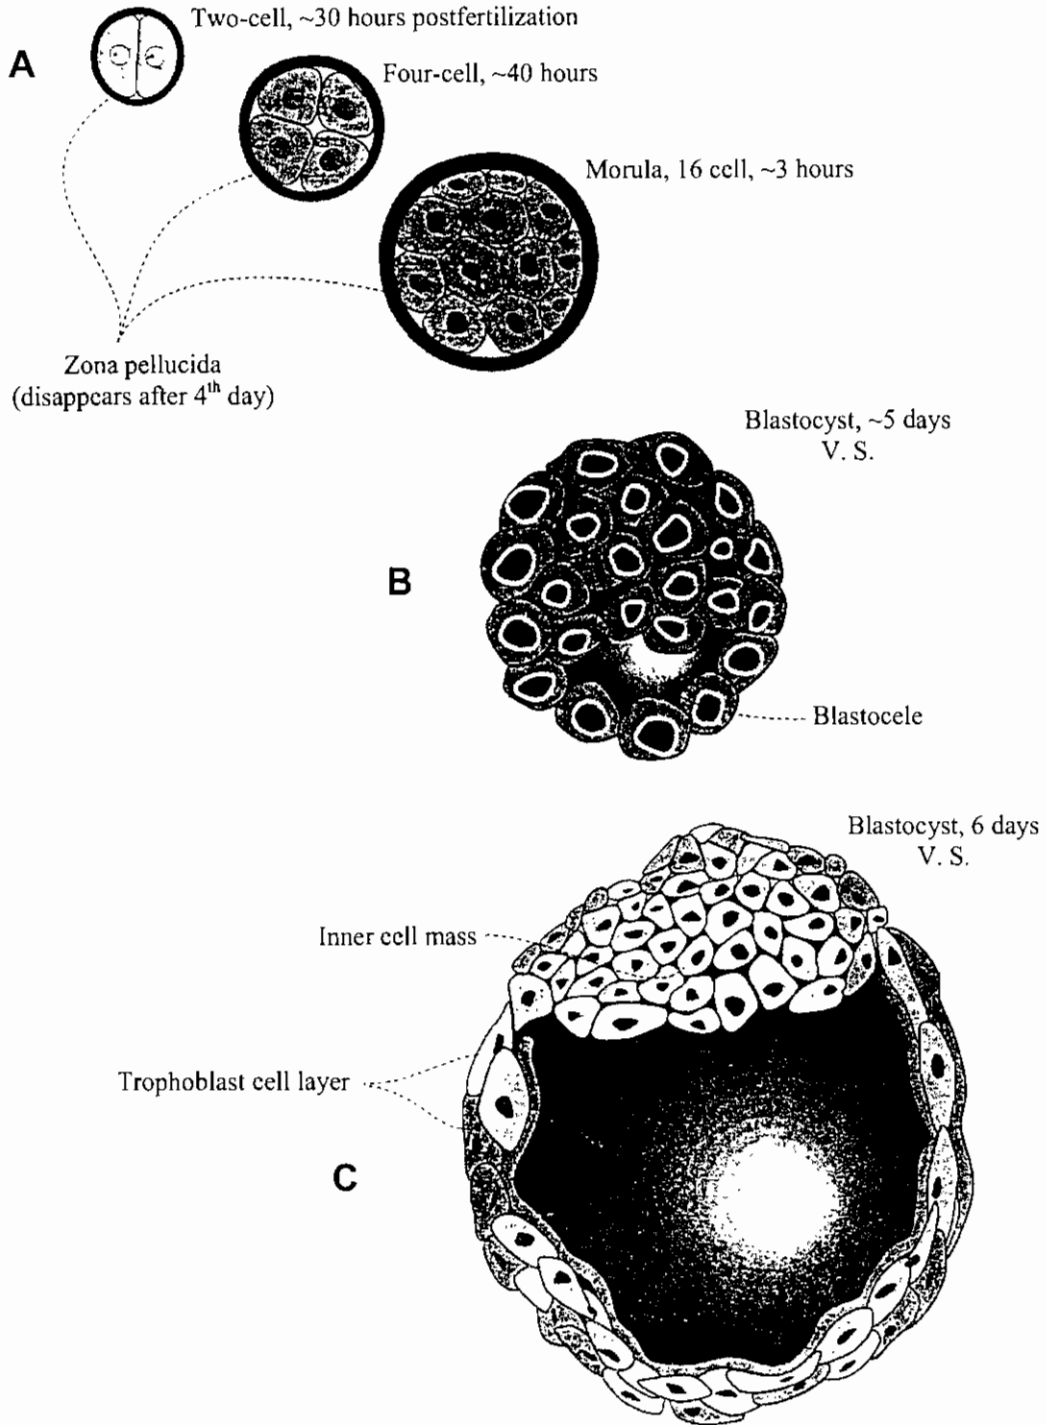 A
Two-cell, ~30 hours postfertilization
Four-cell, ~40 hours
Morula, 16 cell, ~3 hours
Zona pellucida
(disappears after 4th day)
Blastocyst, ~5 days
V. S.
B
Blastocele
Blastocyst, 6 days
V. S.
Inner cell mass
Trophoblast cell layer
C